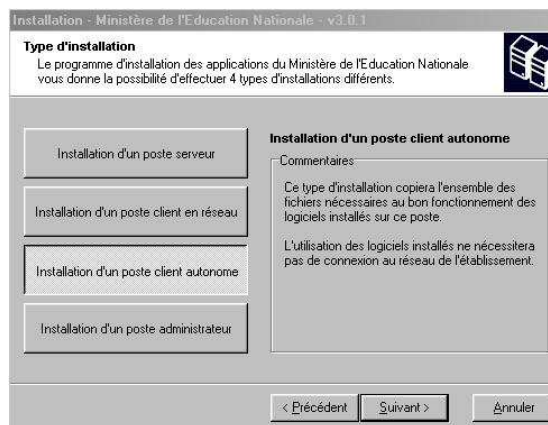 Installation - Ministère de l'Education Nationale - v3.0.1
Type d'installation
Le programme d'installation des applications du Ministère de l'Education Nationale
vous donne la possibilité d'effectuer 4 types d'installations différents.
Installation d'un poste serveur
Installation d'un poste client en réseau
Installation d'un poste client autonome
Installation d'un poste administrateur
Installation d'un poste client autonome
Commentaires
Ce type d'installation copiera l'ensemble des
fichiers nécessaires au bon fonctionnement des
logiciels installés sur ce poste.
L'utilisation des logiciels installés ne nécessitera
pas de connexion au réseau de l'établissement.
< Précédent
Suivant >
Annuler